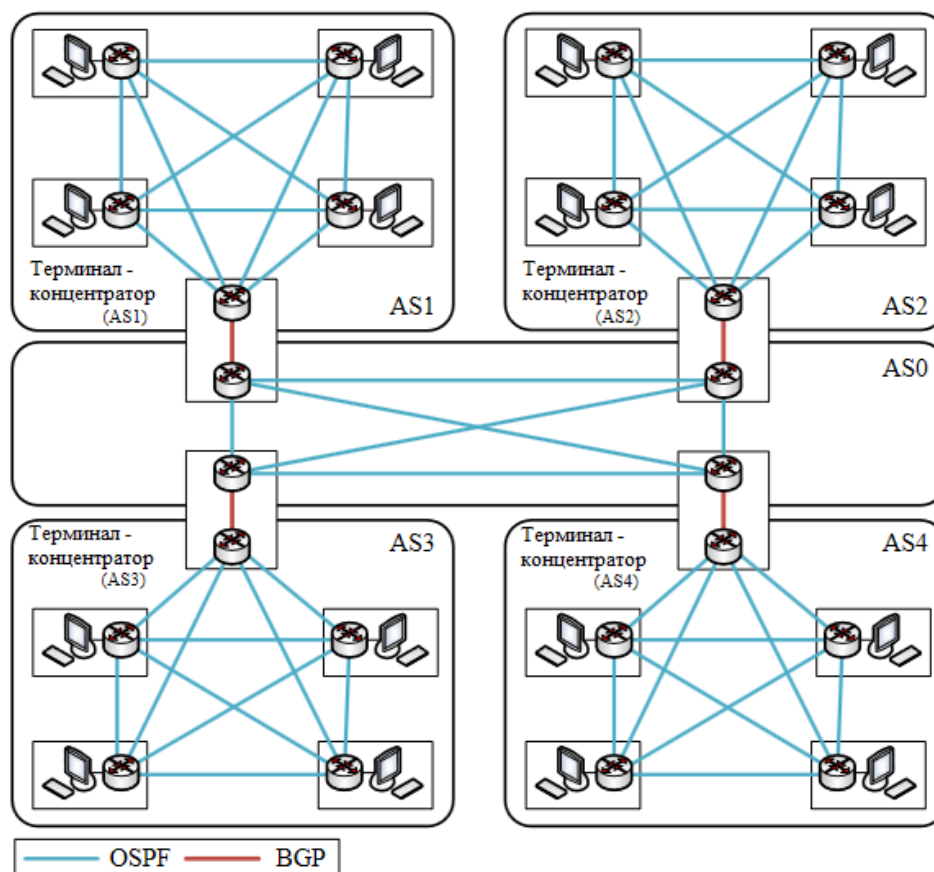 Терминал -
концентратор
(AS1)
AS1
Терминал -
концентратор
(AS2)
AS2
AS0
Терминал -
концентратор
(AS3)
AS3
Терминал -
концентратор
(AS4)
AS4
OSPF
BGP